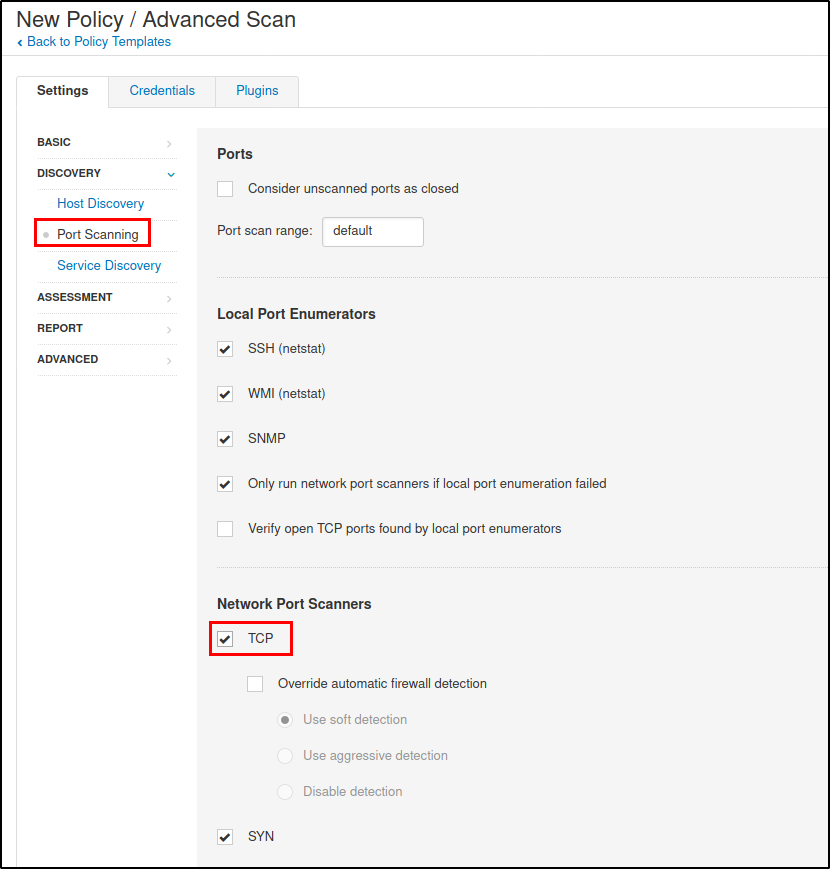 New Policy / Advanced Scan
Back to Policy Templates
Settings
Credentials
Plugins
BASIC
DISCOVERY
Host Discovery
Port Scanning
Service Discovery
ASSESSMENT
REPORT
ADVANCED
Ports
Consider unscanned ports as closed
Port scan range: default
Local Port Enumerators
SSH (netstat)
WMI (netstat)
SNMP
Only run network port scanners if local port enumeration failed
Verify open TCP ports found by local port enumerators
Network Port Scanners
TCP
Override automatic firewall detection
Use soft detection
Use aggressive detection
Disable detection
SYN